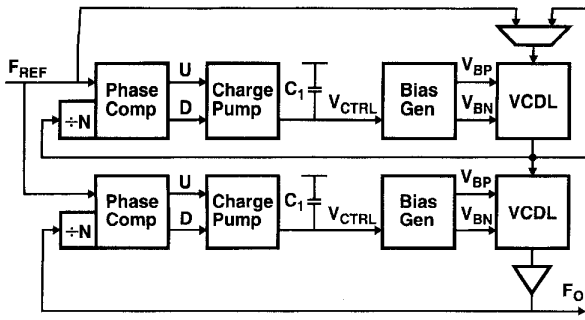 F_REF
÷N
Phase Comp
U
D
Charge Pump
C_1
V_CTRL
Bias Gen
V_BP
V_BN
VCDL
÷N
Phase Comp
U
D
Charge Pump
C_1
V_CTRL
Bias Gen
V_BP
V_BN
VCDL
F_O